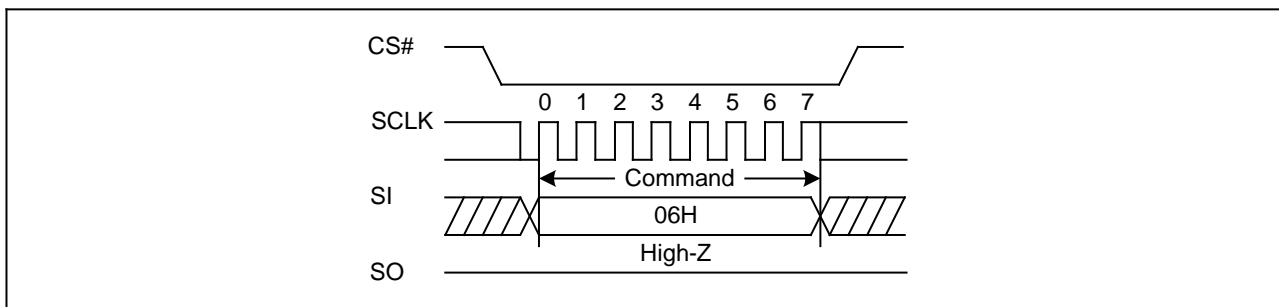 CS#
0 1 2 3 4 5 6 7
SCLK
Command
SI
06H
High-Z
SO